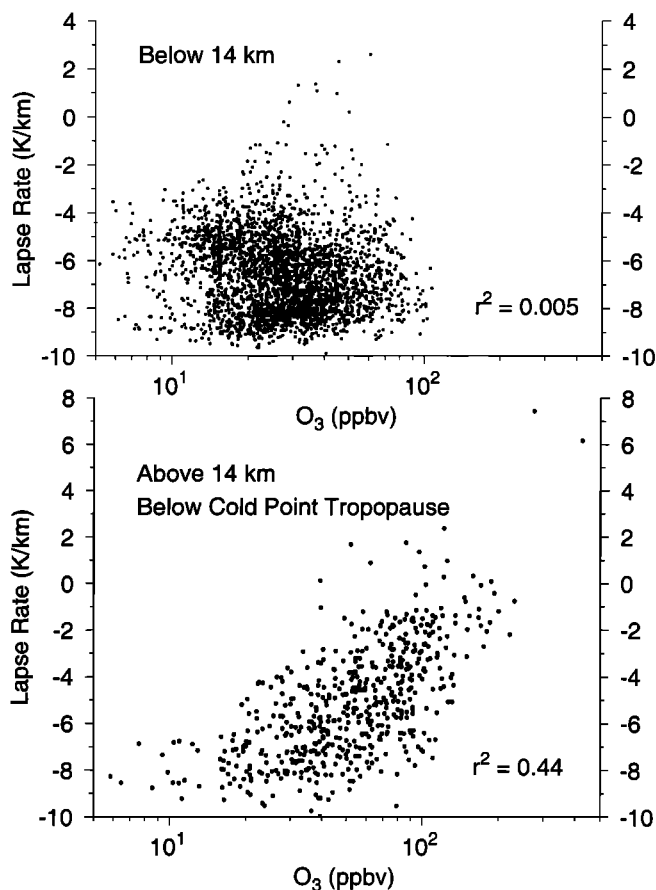 4 4
2 2
0 0
-2 -2
-4 -4
-6 -6
-8 -8
-10 -10
Lapse Rate (K/km)
Below 14 km
r² = 0.005
10¹ 10²
O₃ (ppbv)
8 8
6 6
4 4
2 2
0 0
-2 -2
-4 -4
-6 -6
-8 -8
-10 -10
Lapse Rate (K/km)
Above 14 km
Below Cold Point Tropopause
r² = 0.44
10¹ 10²
O₃ (ppbv)